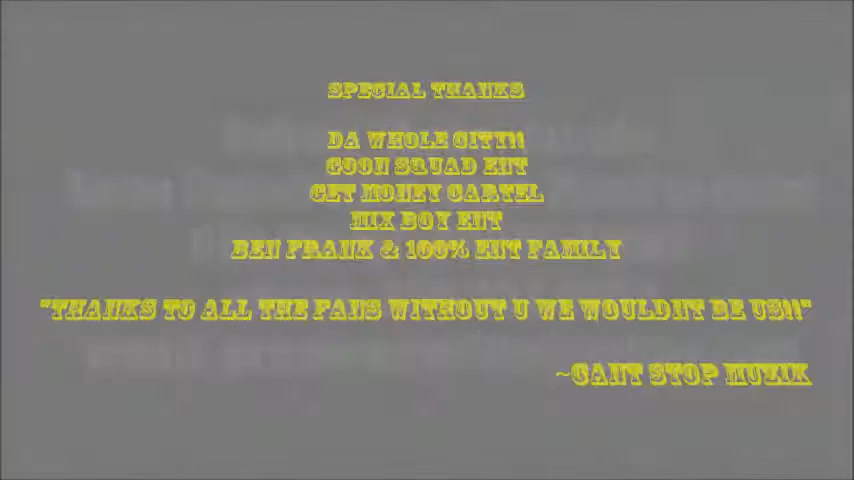 SPECIAL THANKS
DA WHOLE CITY!!
GOON SQUAD ENT
GET MONEY CARTEL
MIX BOY ENT
BEN FRANK & 100% ENT FAMILY
"THANKS TO ALL THE FANS WITHOUT U WE WOULDNT BE US!!"
~CANT STOP MUZIK